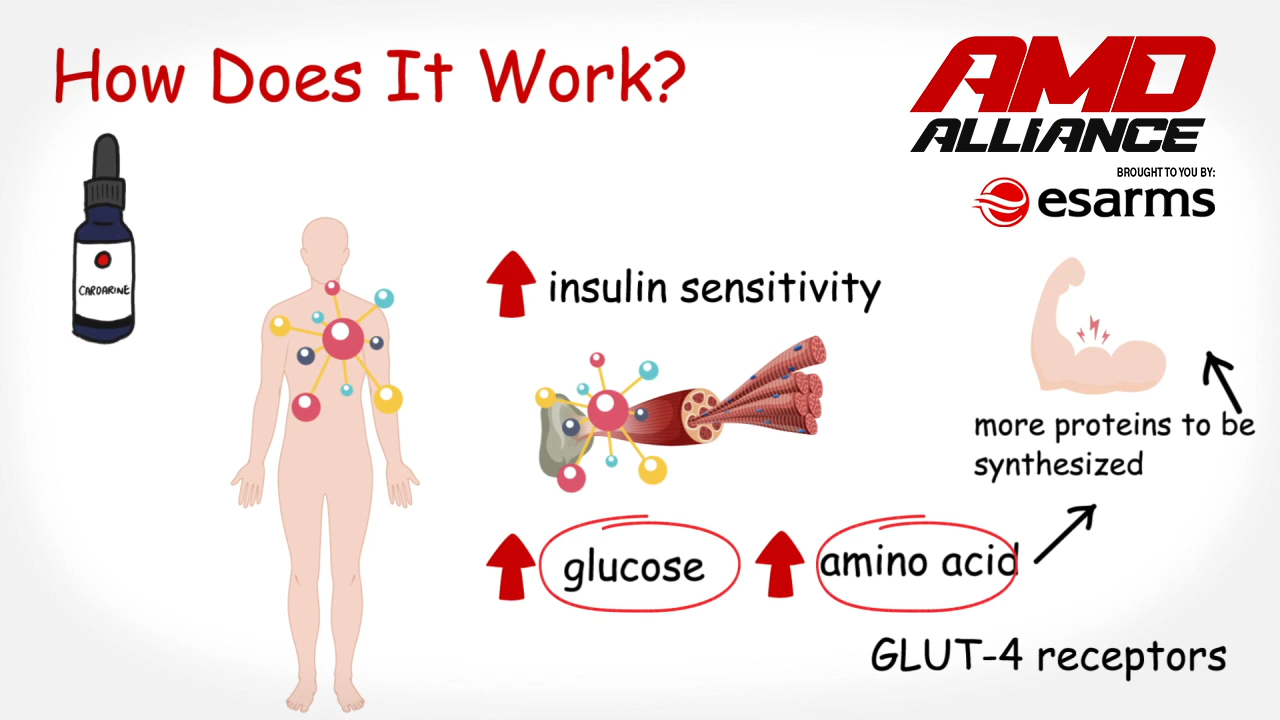 How Does It Work?
AMD
ALLiANCE
BROUGHT TO YOU BY:
esarms
CARDARINE
insulin sensitivity
more proteins to be
synthesized
glucose
amino acid
GLUT-4 receptors